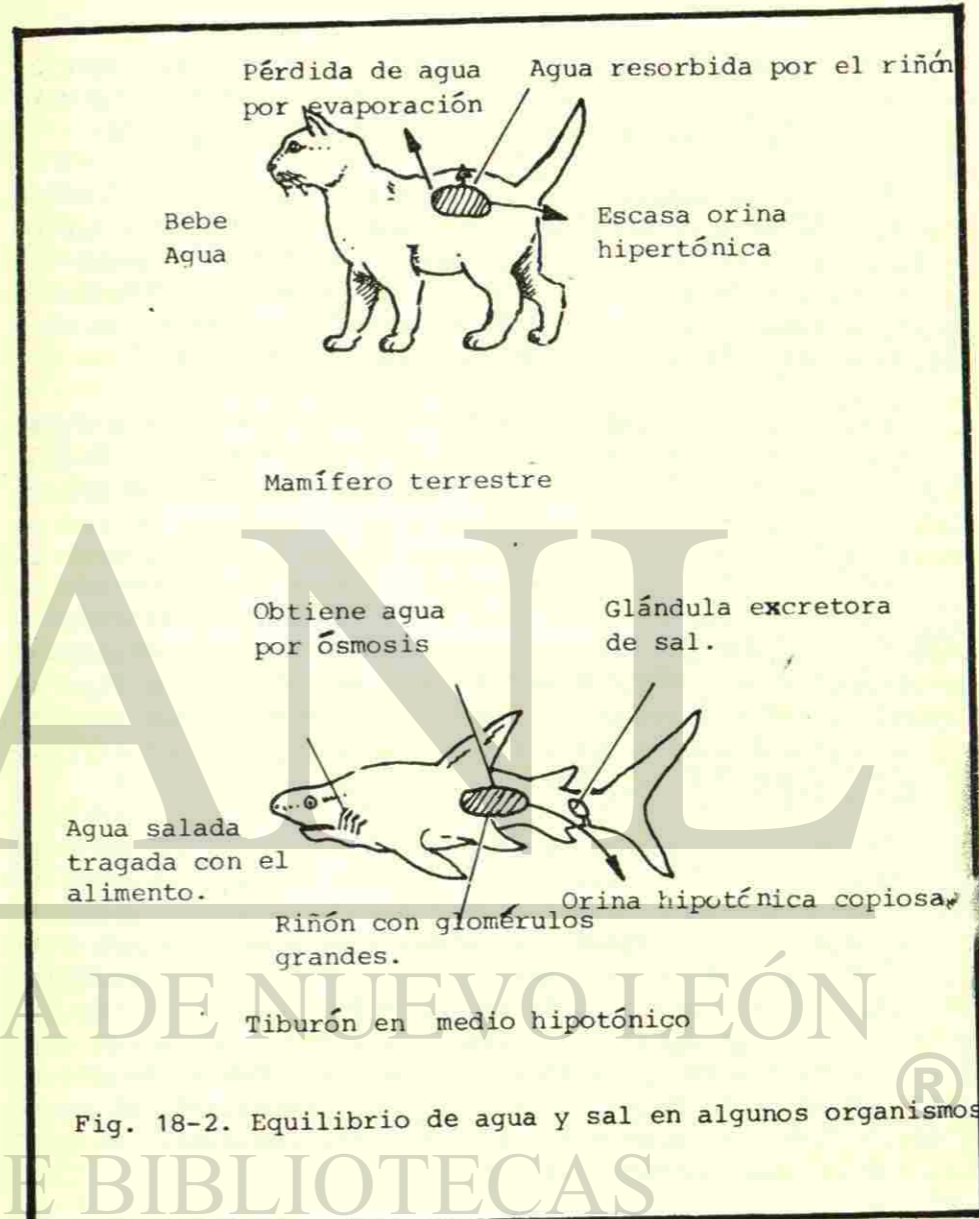 Pérdida de agua
por evaporación
Agua resorbida por el riñón
Bebe
Agua
Escasa orina
hipertónica
Mamífero terrestre
Obtiene agua
por ósmosis
Glándula excretora
de sal.
Agua salada
tragada con el
alimento.
Orina hipotónica copiosa.
Riñón con glomérulos
grandes.
Tiburón en medio hipotónico
Fig. 18-2. Equilibrio de agua y sal en algunos organismos
ANL
A DE NUEVO LEÓN
®
E BIBLIOTECAS